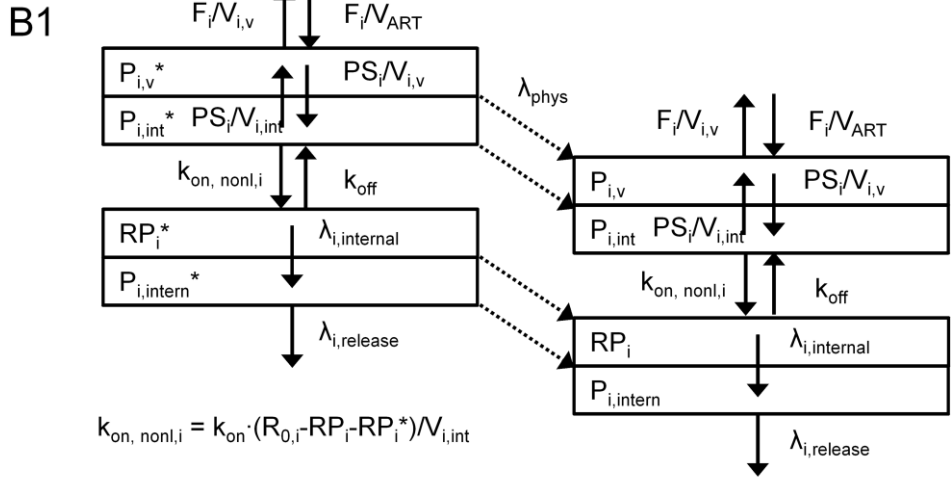 B1
F_i/V_i,v
F_i/V_ART
P_i,v*
PS_i/V_i,v
P_i,int*
PS_i/V_i,int
k_on, nonl,i
k_off
RP_i*
λ_i,internal
P_i,intern*
λ_i,release
k_on, nonl,i = k_on·(R_0,i-RP_i-RP_i*)/V_i,int
λ_phys
F_i/V_i,v
F_i/V_ART
P_i,v
PS_i/V_i,v
P_i,int
PS_i/V_i,int
k_on, nonl,i
k_off
RP_i
λ_i,internal
P_i,intern
λ_i,release